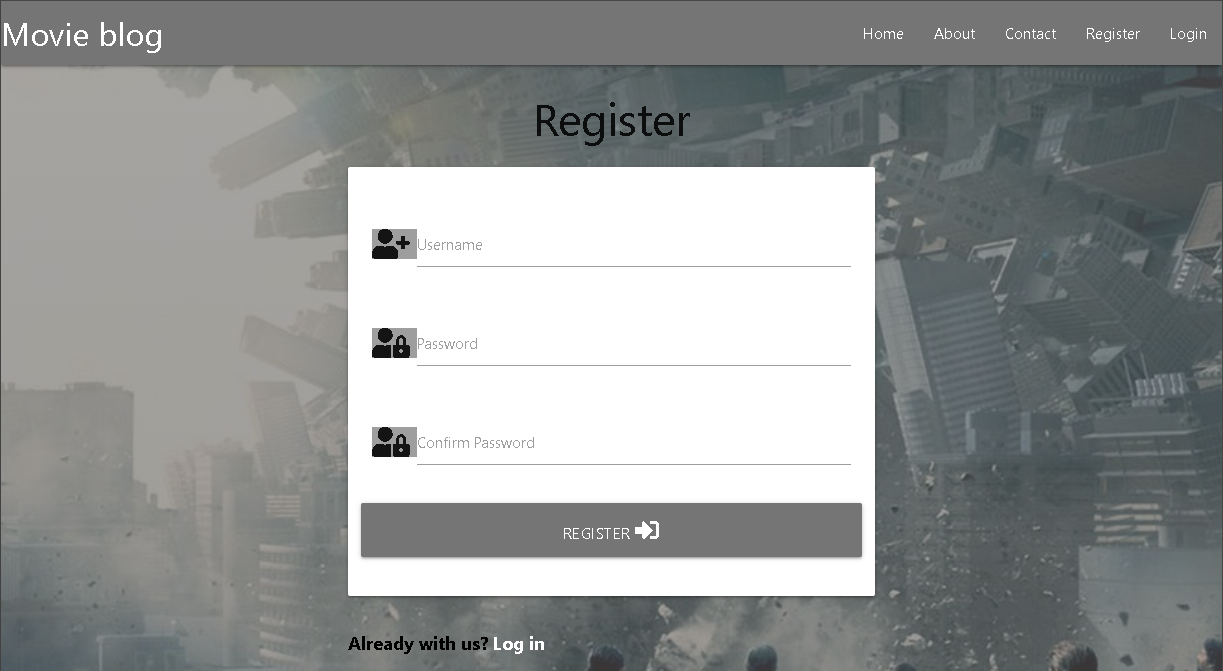 Movie blog
Home About Contact Register Login
Register
Username
Password
Confirm Password
REGISTER
Already with us? Log in